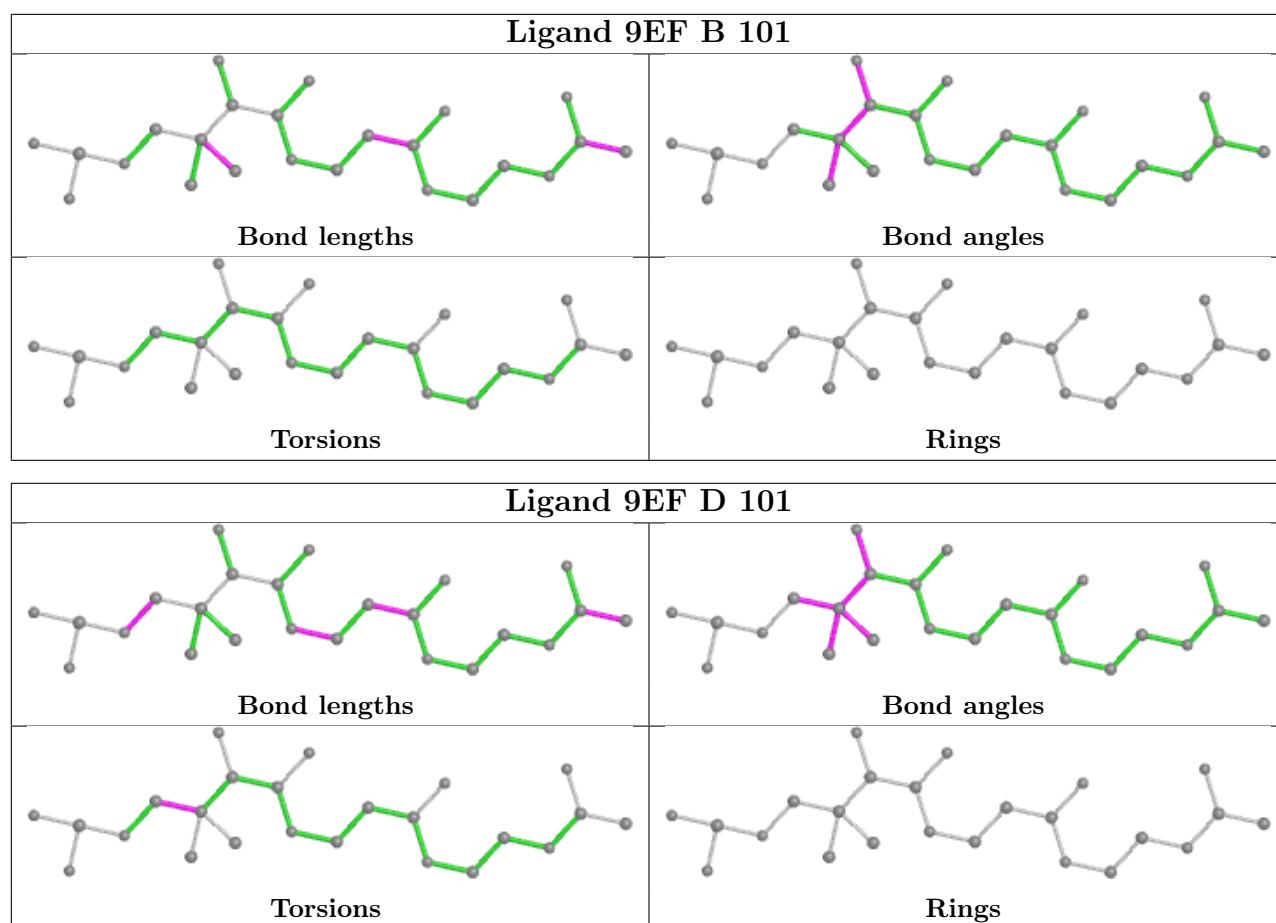 Ligand 9EF B 101
Bond lengths
Bond angles
Torsions
Rings
Ligand 9EF D 101
Bond lengths
Bond angles
Torsions
Rings